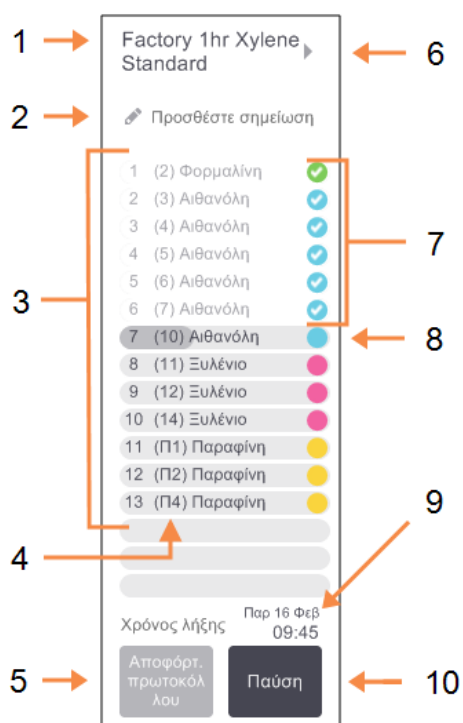 1
Factory 1hr Xylene
Standard
6
2
Προσθέστε σημείωση
3
1 (2) Φορμαλίνη
2 (3) Αιθανόλη
3 (4) Αιθανόλη
4 (5) Αιθανόλη
5 (6) Αιθανόλη
6 (7) Αιθανόλη
7
7 (10) Αιθανόλη
8
8 (11) Ξυλένιο
9 (12) Ξυλένιο
10 (14) Ξυλένιο
11 (Π1) Παραφίνη
12 (Π2) Παραφίνη
13 (Π4) Παραφίνη
4
9
Χρόνος λήξης
Παρ 16 Φεβ
09:45
5
Αποφόρτ.
πρωτοκόλ
λου
Παύση
10